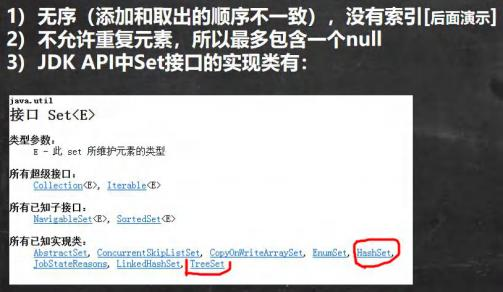 1）无序（添加和取出的顺序不一致），没有索引[后面演示]
2）不允许重复元素，所以最多包含一个null
3）JDK API中Set接口的实现类有：
java.util
接口 Set<E>
类型参数：
E - 此 set 所维护元素的类型
所有超级接口：
Collection<E>, Iterable<E>
所有已知子接口：
NavigableSet<E>, SortedSet<E>
所有已知实现类：
AbstractSet, ConcurrentSkipListSet, CopyOnWriteArraySet, EnumSet, HashSet,
JobStateReasons, LinkedHashSet, TreeSet